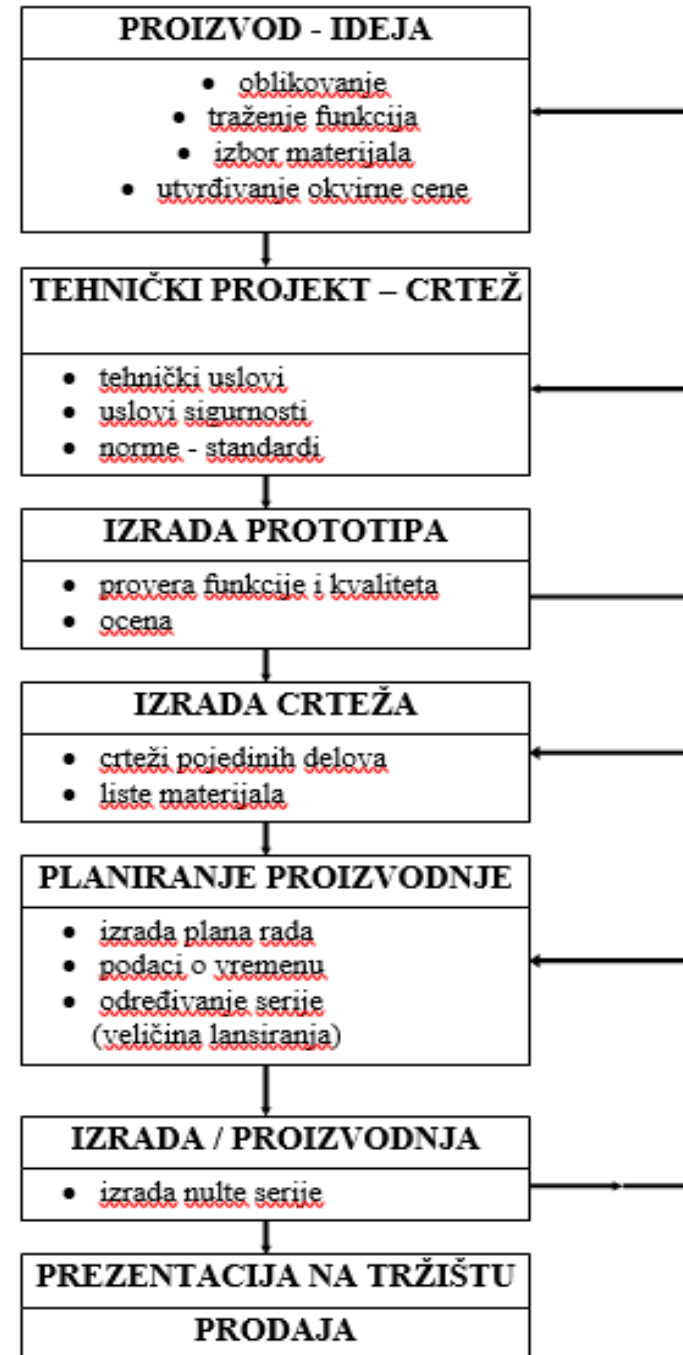 PROIZVOD - IDEJA
• oblikovanje
• traženje funkcija
• izbor materijala
• utvrđivanje okvirne cene
TEHNIČKI PROJEKT – CRTEŽ
• tehnički uslovi
• uslovi sigurnosti
• norme - standardi
IZRADA PROTOTIPA
• provera funkcije i kvaliteta
• ocena
IZRADA CRTEŽA
• crteži pojedinih delova
• liste materijala
PLANIRANJE PROIZVODNJE
• izrada plana rada
• podaci o vremenu
• određivanje serije
(veličina lansiranja)
IZRADA / PROIZVODNJA
• izrada nulte serije
PREZENTACIJA NA TRŽIŠTU
PRODAJA